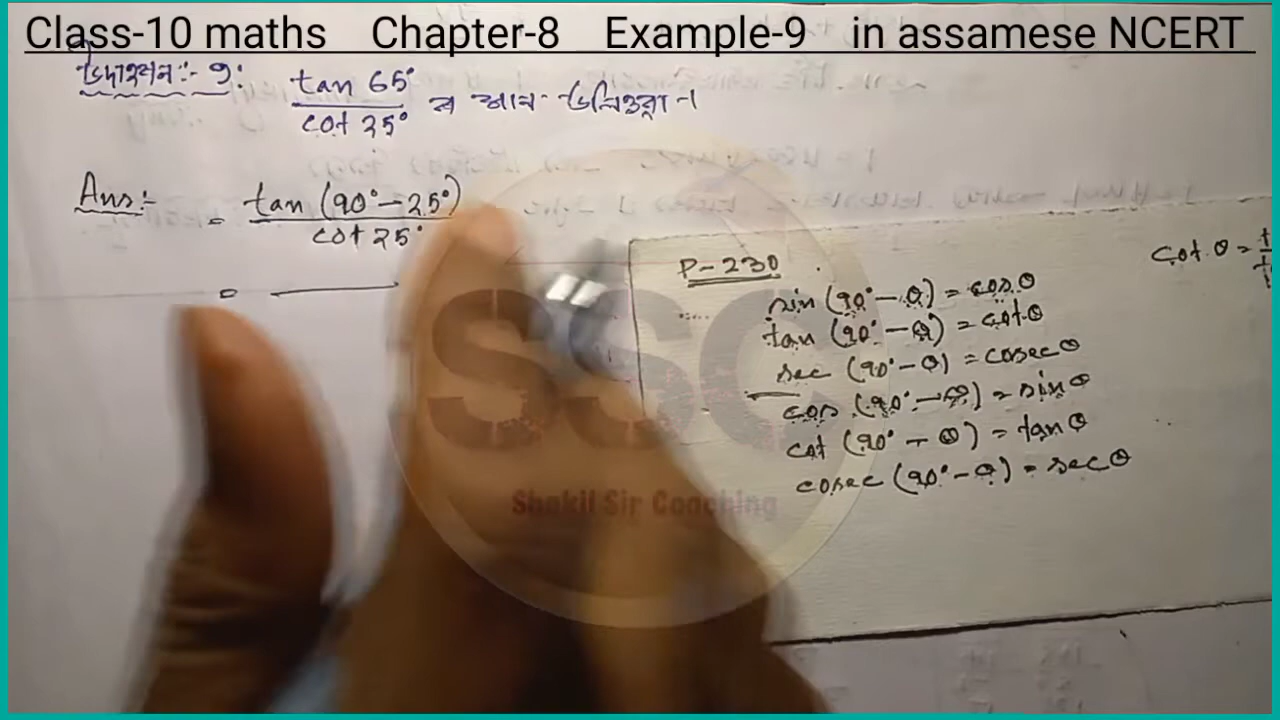 Class-10 maths Chapter-8 Example-9 in assamese NCERT
উদাহৰণ:- 9:
tan 65°
cot 25° ৰ মান উলিওৱা।
Ans:-
= tan (90° - 25°)
cot 25°
=
P-230
sin (90° - θ) = cos θ
tan (90° - θ) = cot θ
sec (90° - θ) = cosec θ
cos (90° - θ) = sin θ
cot (90° - θ) = tan θ
cosec (90° - θ) = sec θ
cot θ =
SSC
Shakil Sir Coaching